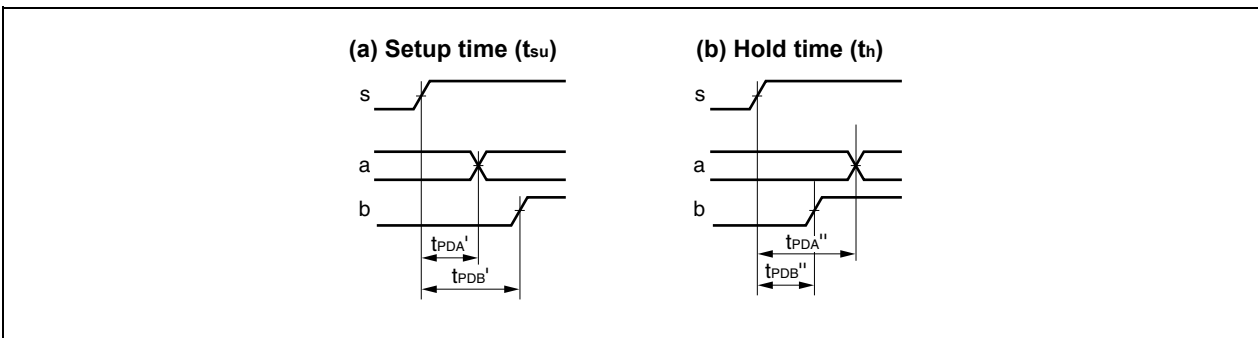 (a) Setup time (tsu)
s
a
b
tPDA'
tPDB'
(b) Hold time (th)
s
a
b
tPDA''
tPDB''